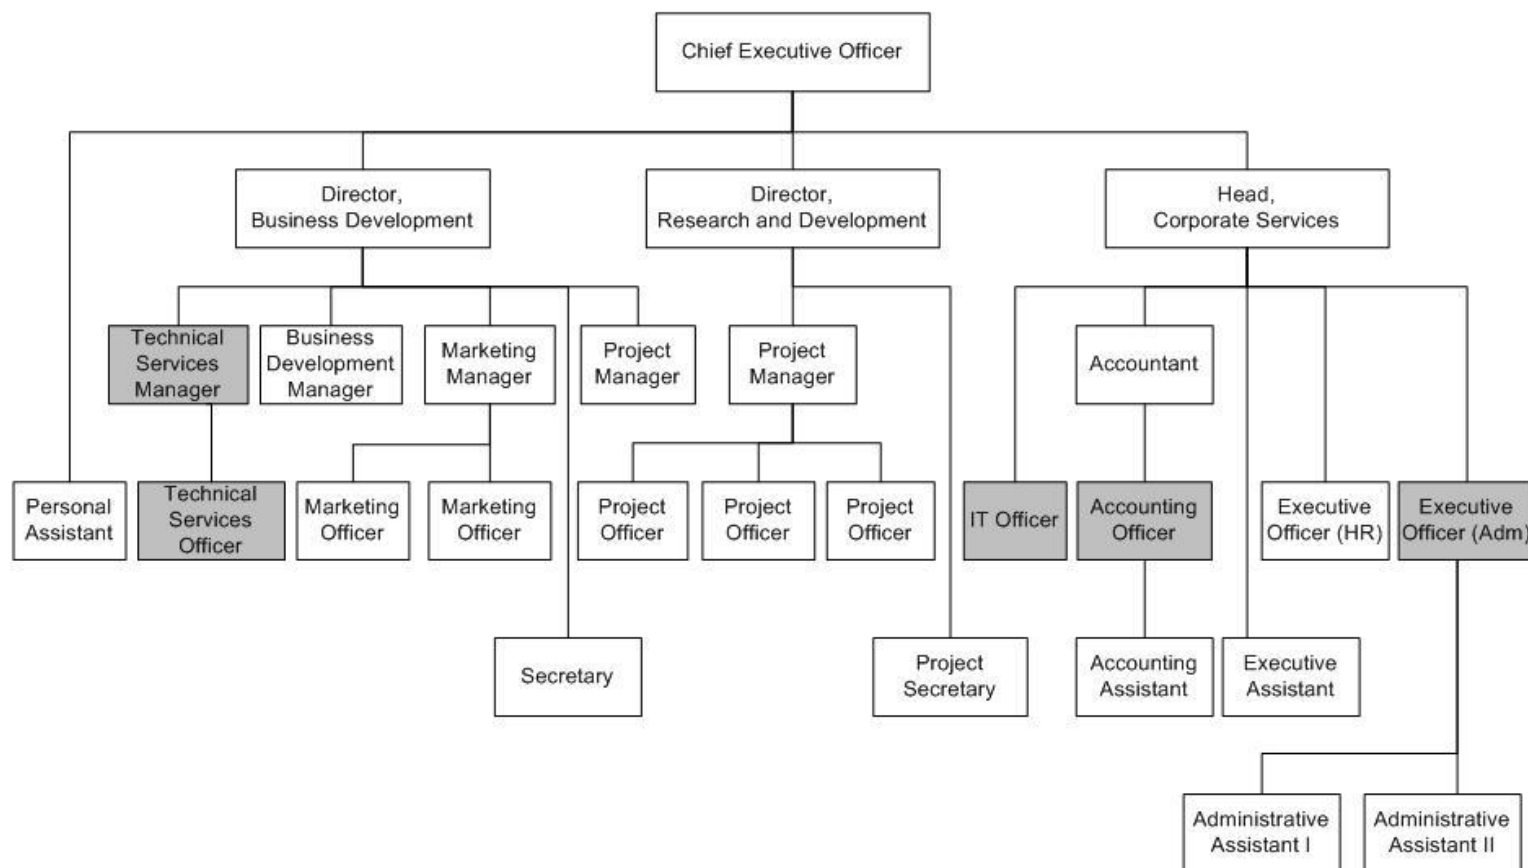 Chief Executive Officer
Director,
Business Development
Director,
Research and Development
Head,
Corporate Services
Technical
Services
Manager
Business
Development
Manager
Marketing
Manager
Project
Manager
Project
Manager
Accountant
Personal
Assistant
Technical
Services
Officer
Marketing
Officer
Marketing
Officer
Project
Officer
Project
Officer
Project
Officer
IT Officer
Accounting
Officer
Executive
Officer (HR)
Executive
Officer (Adm)
Secretary
Project
Secretary
Accounting
Assistant
Executive
Assistant
Administrative
Assistant I
Administrative
Assistant II